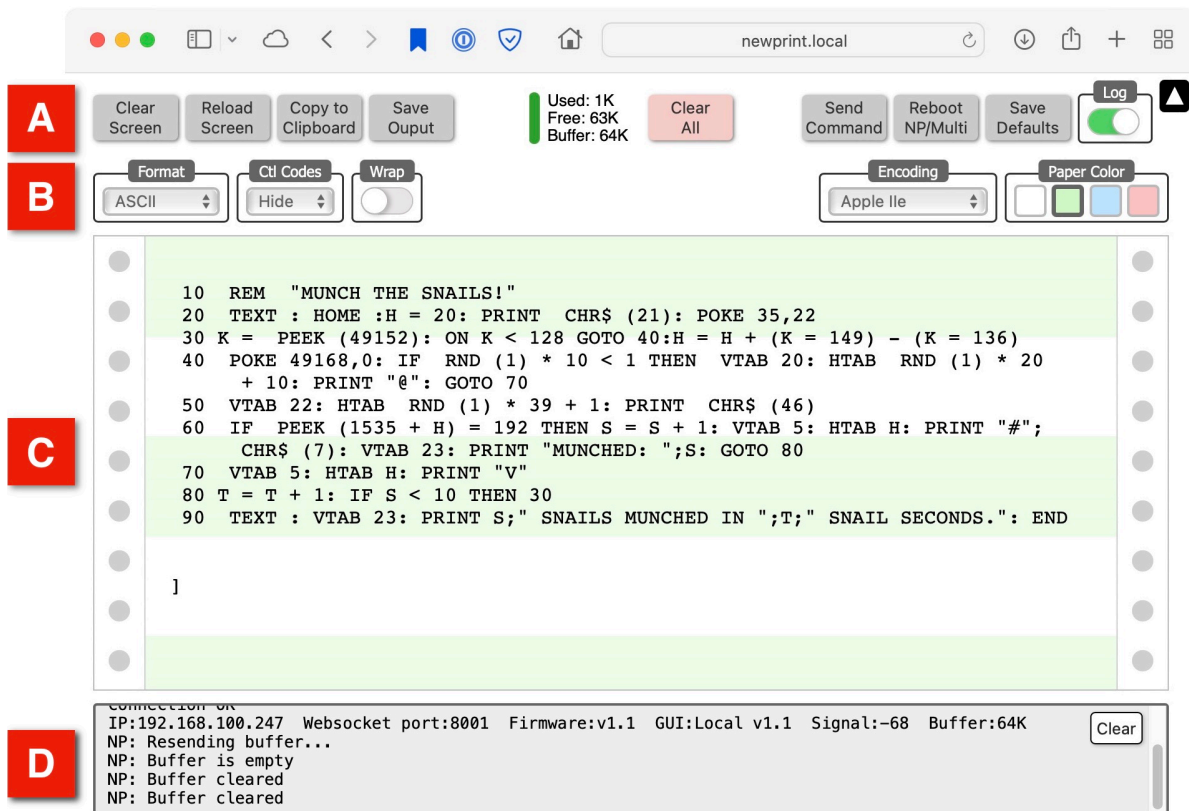 newprint.local
A
Clear Screen
Reload Screen
Copy to Clipboard
Save Ouput
Used: 1K
Free: 63K
Buffer: 64K
Clear All
Send Command
Reboot NP/Multi
Save Defaults
Log
B
Format
ASCII
Ctl Codes
Hide
Wrap
Encoding
Apple IIe
Paper Color
C
10  REM  "MUNCH THE SNAILS!"
20  TEXT : HOME :H = 20: PRINT  CHR$ (21): POKE 35,22
30 K =  PEEK (49152): ON K < 128 GOTO 40:H = H + (K = 149) - (K = 136)
40  POKE 49168,0: IF  RND (1) * 10 < 1 THEN  VTAB 20: HTAB  RND (1) * 20
+ 10: PRINT "@": GOTO 70
50  VTAB 22: HTAB  RND (1) * 39 + 1: PRINT  CHR$ (46)
60  IF  PEEK (1535 + H) = 192 THEN S = S + 1: VTAB 5: HTAB H: PRINT "#";
CHR$ (7): VTAB 23: PRINT "MUNCHED: ";S: GOTO 80
70  VTAB 5: HTAB H: PRINT "V"
80 T = T + 1: IF S < 10 THEN 30
90  TEXT : VTAB 23: PRINT S;" SNAILS MUNCHED IN ";T;" SNAIL SECONDS.": END
]
D
Connection OK
IP:192.168.100.247  Websocket port:8001  Firmware:v1.1  GUI:Local v1.1  Signal:-68  Buffer:64K
Clear
NP: Resending buffer...
NP: Buffer is empty
NP: Buffer cleared
NP: Buffer cleared